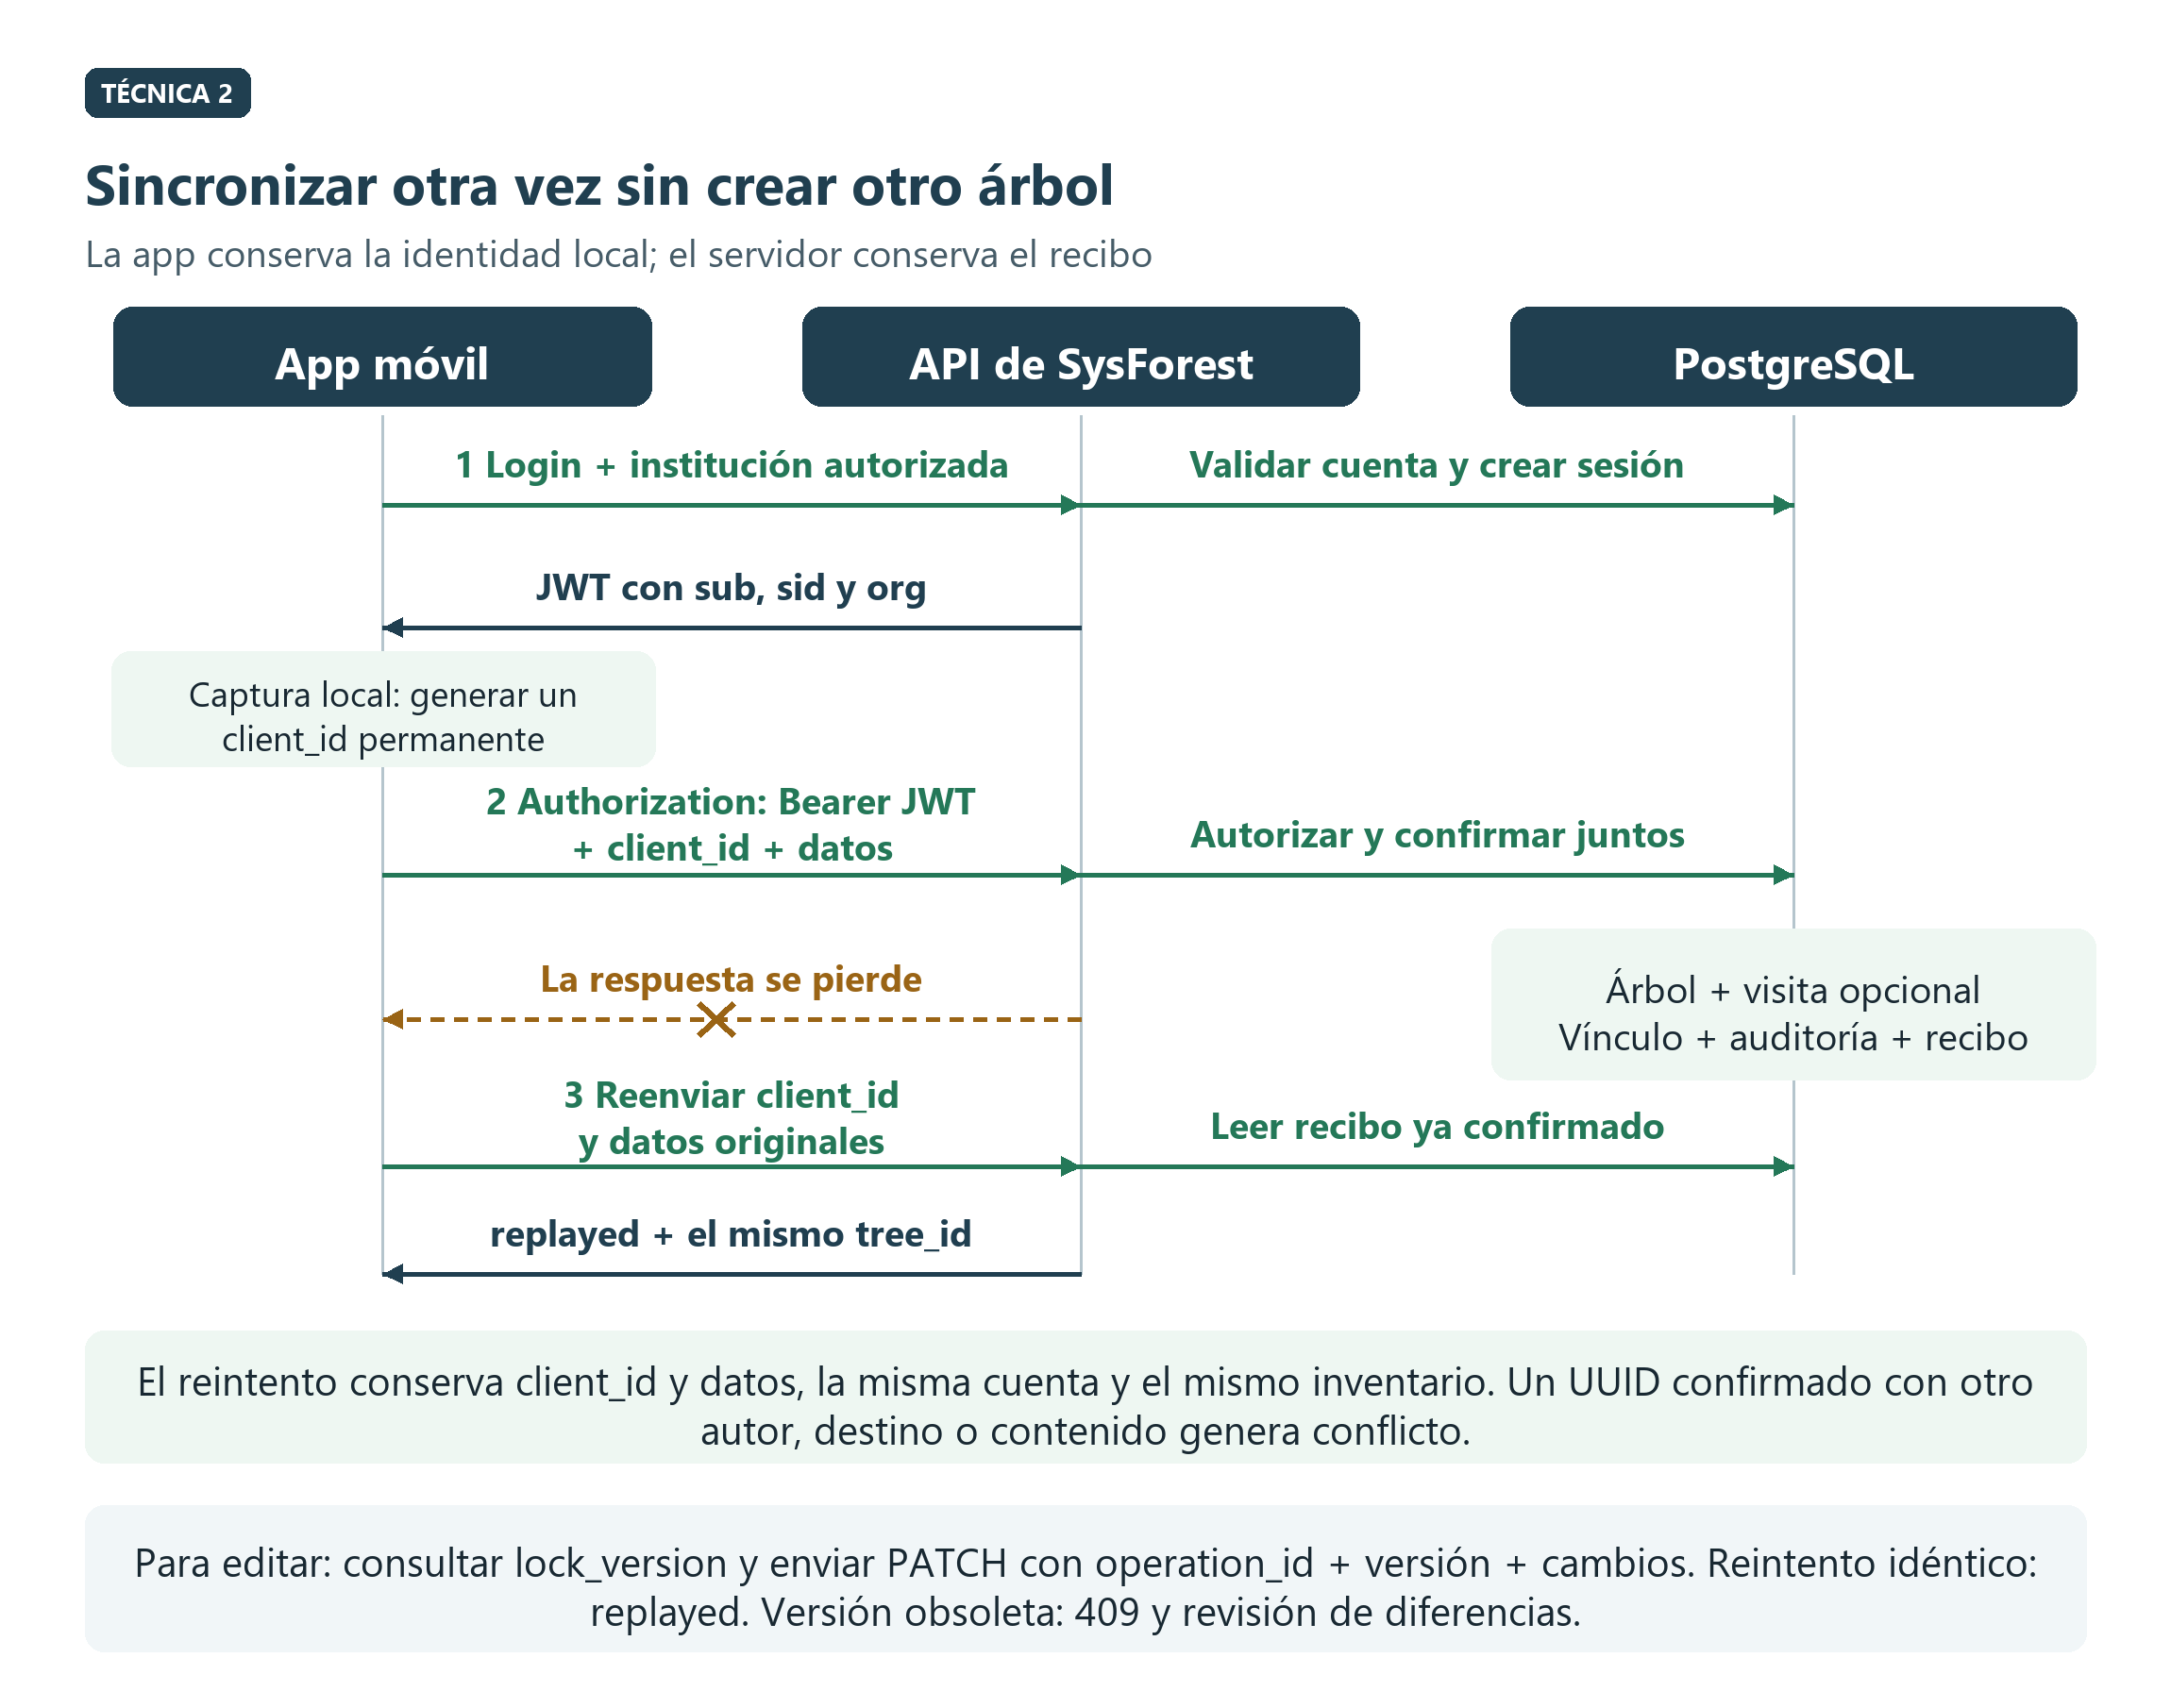 TÉCNICA 2
Sincronizar otra vez sin crear otro árbol
La app conserva la identidad local; el servidor conserva el recibo
App móvil
API de SysForest
PostgreSQL
1 Login + institución autorizada
Validar cuenta y crear sesión
JWT con sub, sid y org
Captura local: generar un
client_id permanente
2 Authorization: Bearer JWT
+ client_id + datos
Autorizar y confirmar juntos
La respuesta se pierde
Árbol + visita opcional
Vínculo + auditoría + recibo
3 Reenviar client_id
y datos originales
Leer recibo ya confirmado
replayed + el mismo tree_id
El reintento conserva client_id y datos, la misma cuenta y el mismo inventario. Un UUID confirmado con otro
autor, destino o contenido genera conflicto.
Para editar: consultar lock_version y enviar PATCH con operation_id + versión + cambios. Reintento idéntico:
replayed. Versión obsoleta: 409 y revisión de diferencias.